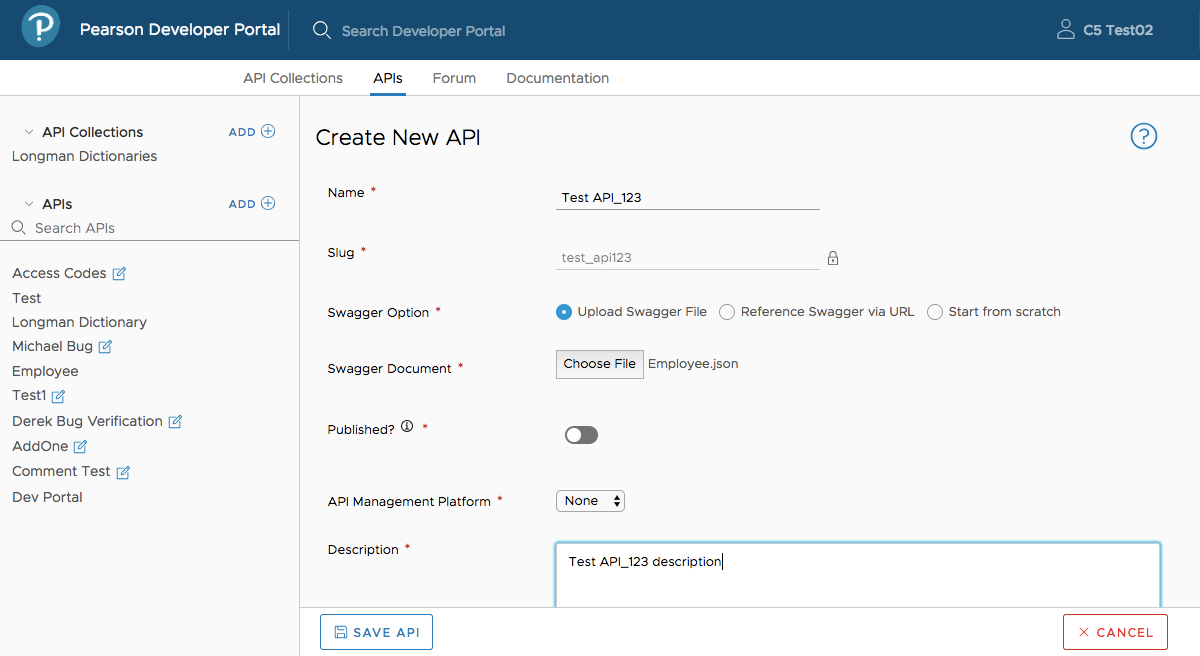 Pearson Developer Portal
Search Developer Portal
C5 Test02
API Collections APIs Forum Documentation
API Collections ADD
Longman Dictionaries
APIs ADD
Search APIs
Access Codes
Test
Longman Dictionary
Michael Bug
Employee
Test1
Derek Bug Verification
AddOne
Comment Test
Dev Portal
Create New API
?
Name *
Test API_123
Slug *
test_api123
Swagger Option *
Upload Swagger File Reference Swagger via URL Start from scratch
Swagger Document *
Choose File Employee.json
Published? *
API Management Platform *
None
Description *
Test API_123 description
SAVE API
CANCEL